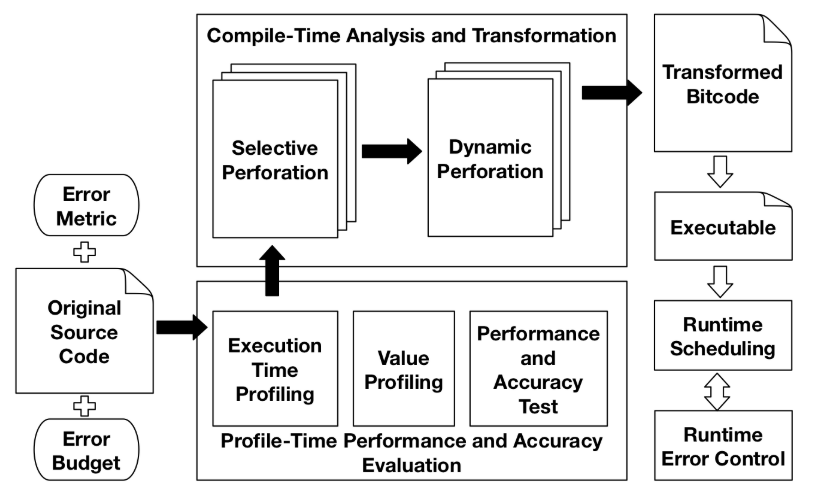 Error
Metric
Original
Source
Code
Error
Budget
Compile-Time Analysis and Transformation
Selective
Perforation
Dynamic
Perforation
Execution
Time
Profiling
Value
Profiling
Performance
and
Accuracy
Test
Profile-Time Performance and Accuracy
Evaluation
Transformed
Bitcode
Executable
Runtime
Scheduling
Runtime
Error Control